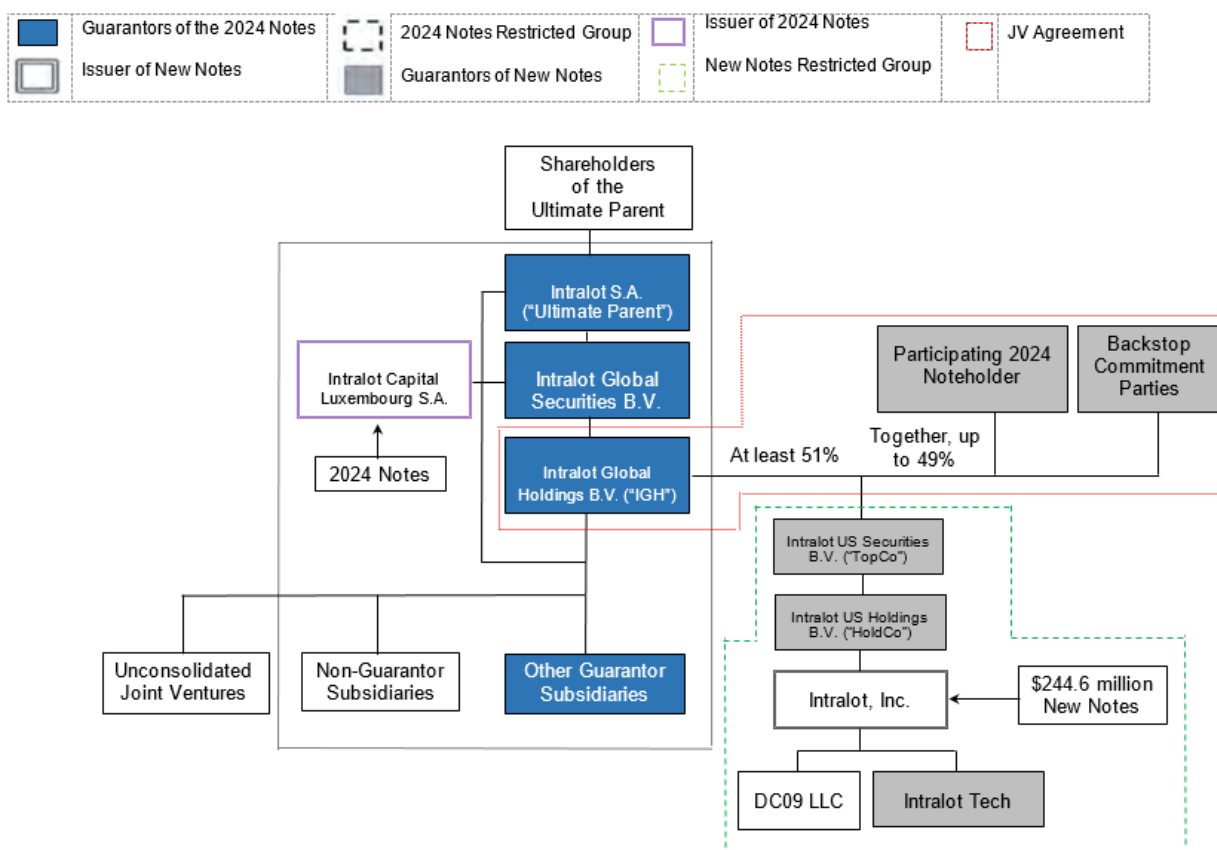 Guarantors of the 2024 Notes
2024 Notes Restricted Group
Issuer of 2024 Notes
JV Agreement
Issuer of New Notes
Guarantors of New Notes
New Notes Restricted Group
Shareholders
of the
Ultimate Parent
Intralot S.A.
(“Ultimate Parent”)
Intralot Capital
Luxembourg S.A.
Intralot Global
Securities B.V.
Participating 2024
Noteholder
Backstop
Commitment
Parties
2024 Notes
Intralot Global
Holdings B.V. (“IGH”)
At least 51%
Together, up
to 49%
Intralot US Securities
B.V. (“TopCo”)
Intralot US Holdings
B.V. (“HoldCo”)
Unconsolidated
Joint Ventures
Non-Guarantor
Subsidiaries
Other Guarantor
Subsidiaries
Intralot, Inc.
$244.6 million
New Notes
DC09 LLC
Intralot Tech